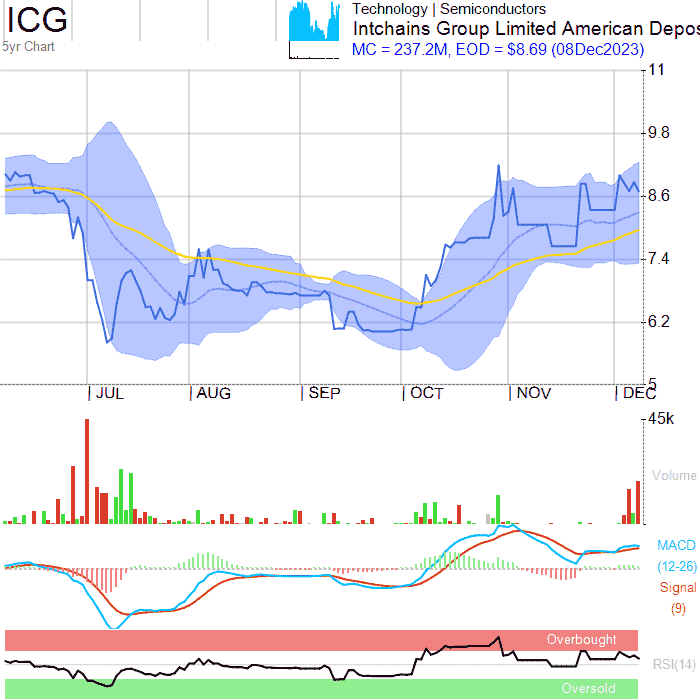 ICG
5yr Chart
Technology | Semiconductors
Intchains Group Limited American Depos
MC = 237.2M, EOD = $8.69 (08Dec2023)
11
9.8
8.6
7.4
6.2
5
JUL
AUG
SEP
OCT
NOV
DEC
45k
Volume
MACD
(12-26)
Signal
(9)
Overbought
RSI(14)
Oversold